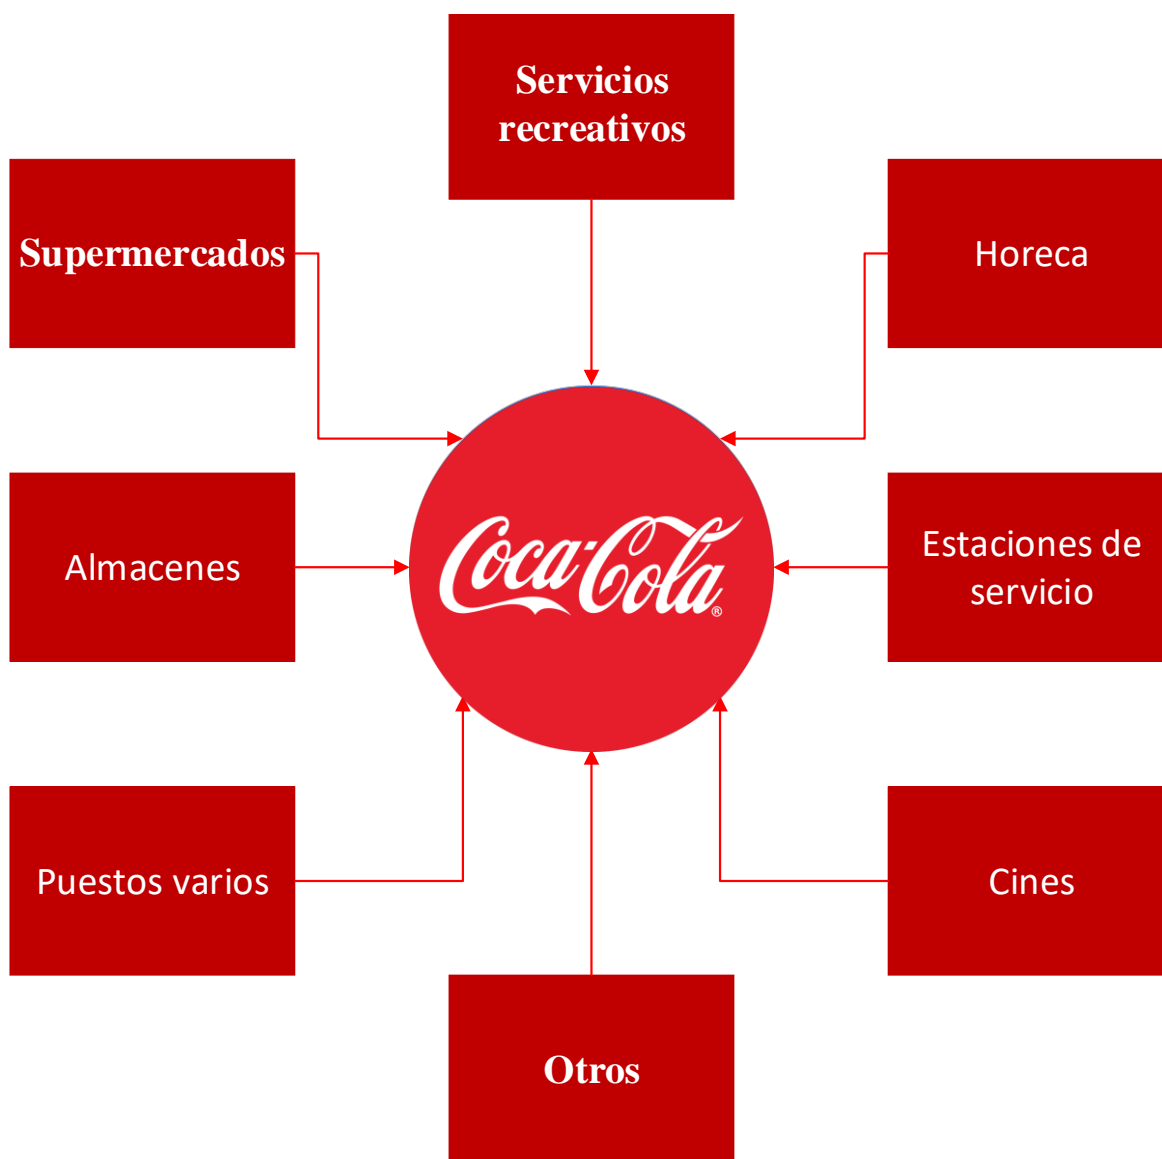 Servicios
recreativos
Supermercados
Horeca
Coca-Cola
®
Almacenes
Estaciones de
servicio
Puestos varios
Cines
Otros